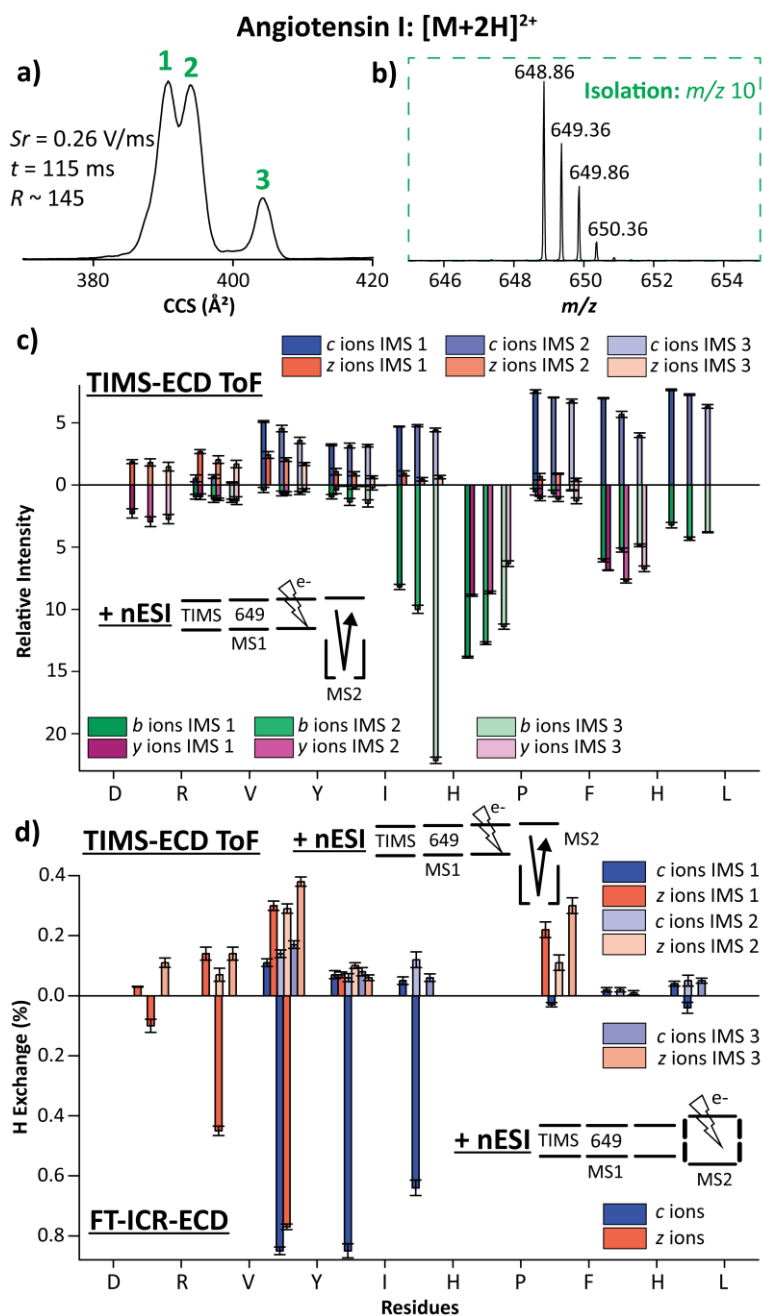 Angiotensin I: [M+2H]²⁺
a)
1
2
3
Sr = 0.26 V/ms
t = 115 ms
R ~ 145
380
400
420
CCS (Å²)
b)
Isolation: m/z 10
648.86
649.36
649.86
650.36
646
648
650
652
654
m/z
c)
c ions IMS 1
c ions IMS 2
c ions IMS 3
z ions IMS 1
z ions IMS 2
z ions IMS 3
TIMS-ECD ToF
5
0
5
10
15
20
Relative Intensity
+ nESI
TIMS
649
e-
MS1
MS2
b ions IMS 1
b ions IMS 2
b ions IMS 3
y ions IMS 1
y ions IMS 2
y ions IMS 3
D R V Y I H P F H L
d)
TIMS-ECD ToF
+ nESI
TIMS
649
e-
MS2
MS1
c ions IMS 1
z ions IMS 1
c ions IMS 2
z ions IMS 2
c ions IMS 3
z ions IMS 3
0.4
0.2
0.0
0.2
0.4
0.6
0.8
H Exchange (%)
+ nESI
TIMS
649
e-
MS1
MS2
FT-ICR-ECD
c ions
z ions
D R V Y I H P F H L
Residues